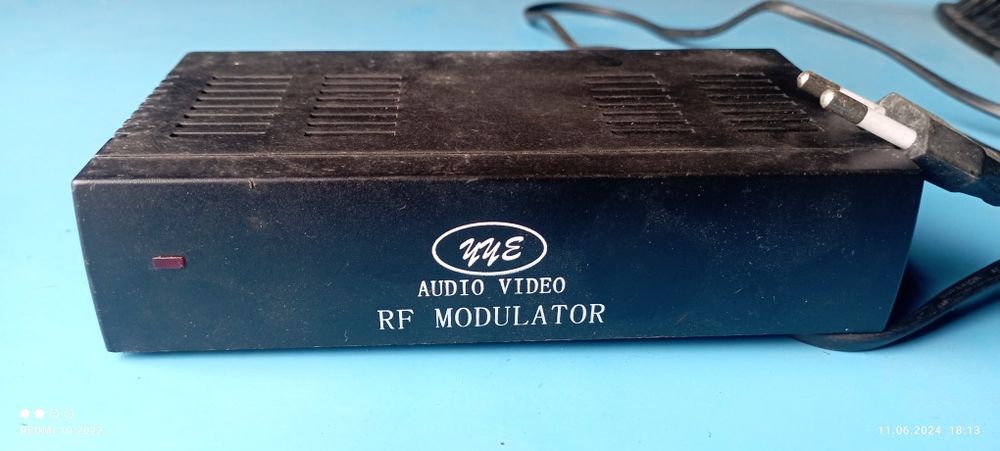 YYE
AUDIO VIDEO
RF MODULATOR
REDMI 10 2022
11.06.2024 18:13